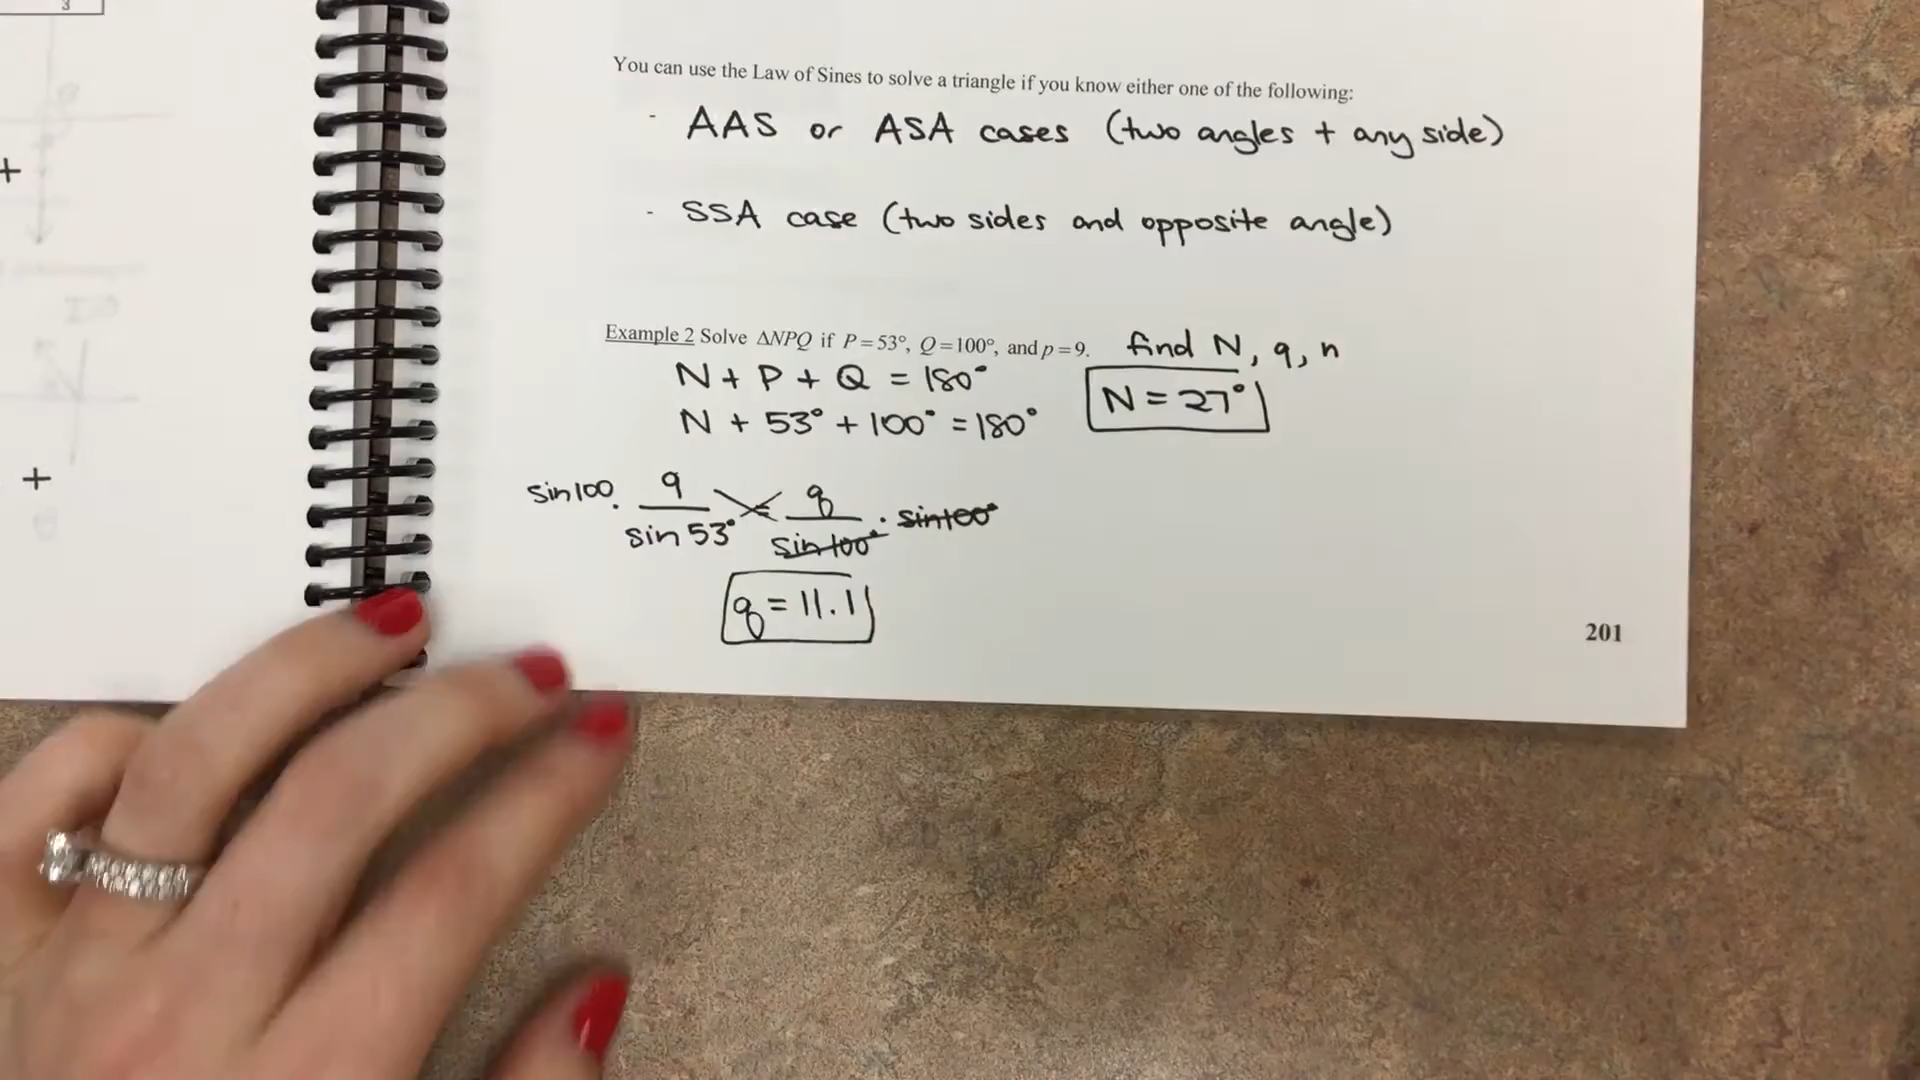 You can use the Law of Sines to solve a triangle if you know either one of the following:
- AAS or ASA cases (two angles + any side)
- SSA case (two sides and opposite angle)
Example 2 Solve ΔNPQ if P=53°, Q=100°, and p=9. find N, q, n
N + P + Q = 180°
N + 53° + 100° = 180°
N = 27°
sin100 · 9/sin 53° = q/sin 100° · sin100°
q = 11.1
201
+
+